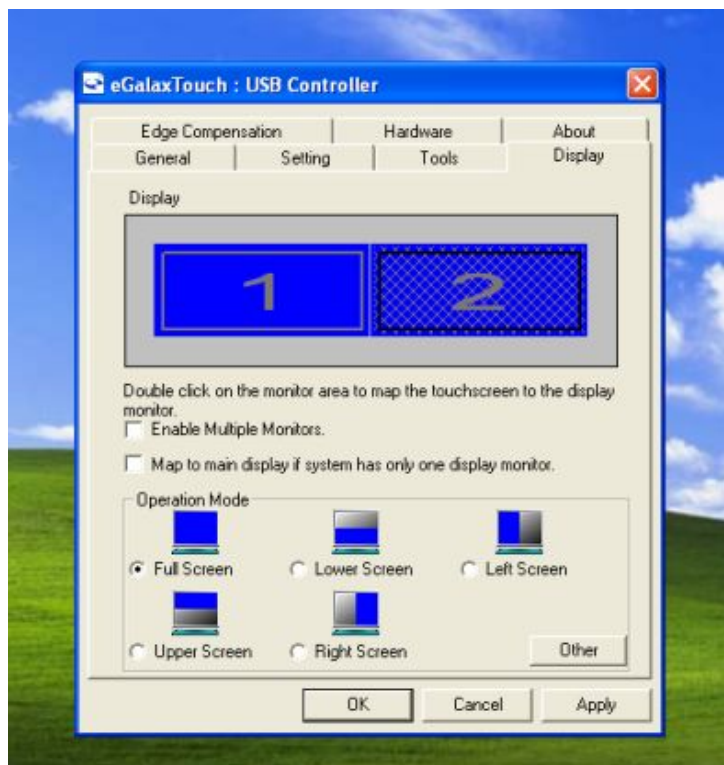 eGalaxTouch : USB Controller
Edge Compensation Hardware About
General Setting Tools Display
Display
1 2
Double click on the monitor area to map the touchscreen to the display
monitor.
Enable Multiple Monitors.
Map to main display if system has only one display monitor.
Operation Mode
Full Screen Lower Screen Left Screen
Upper Screen Right Screen Other
OK Cancel Apply